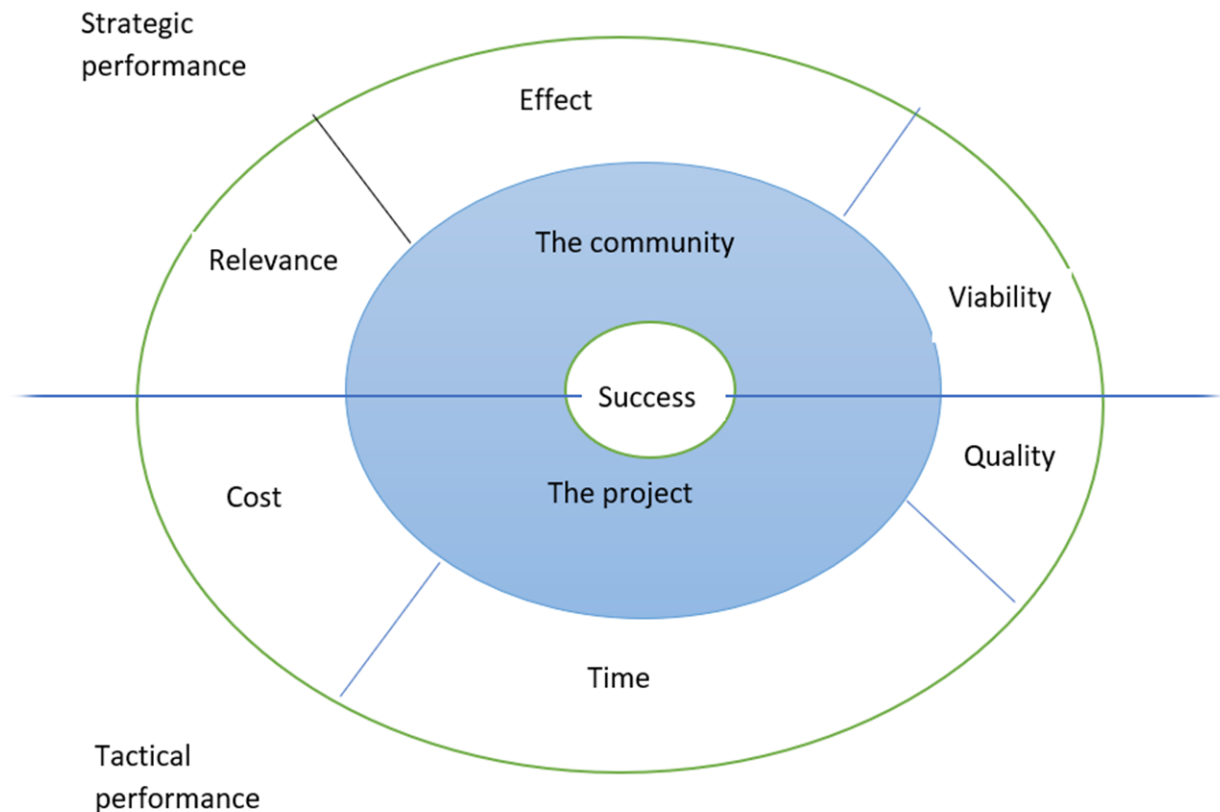 Strategic
performance
Effect
The community
Relevance
Viability
Success
Quality
The project
Cost
Time
Tactical
performance